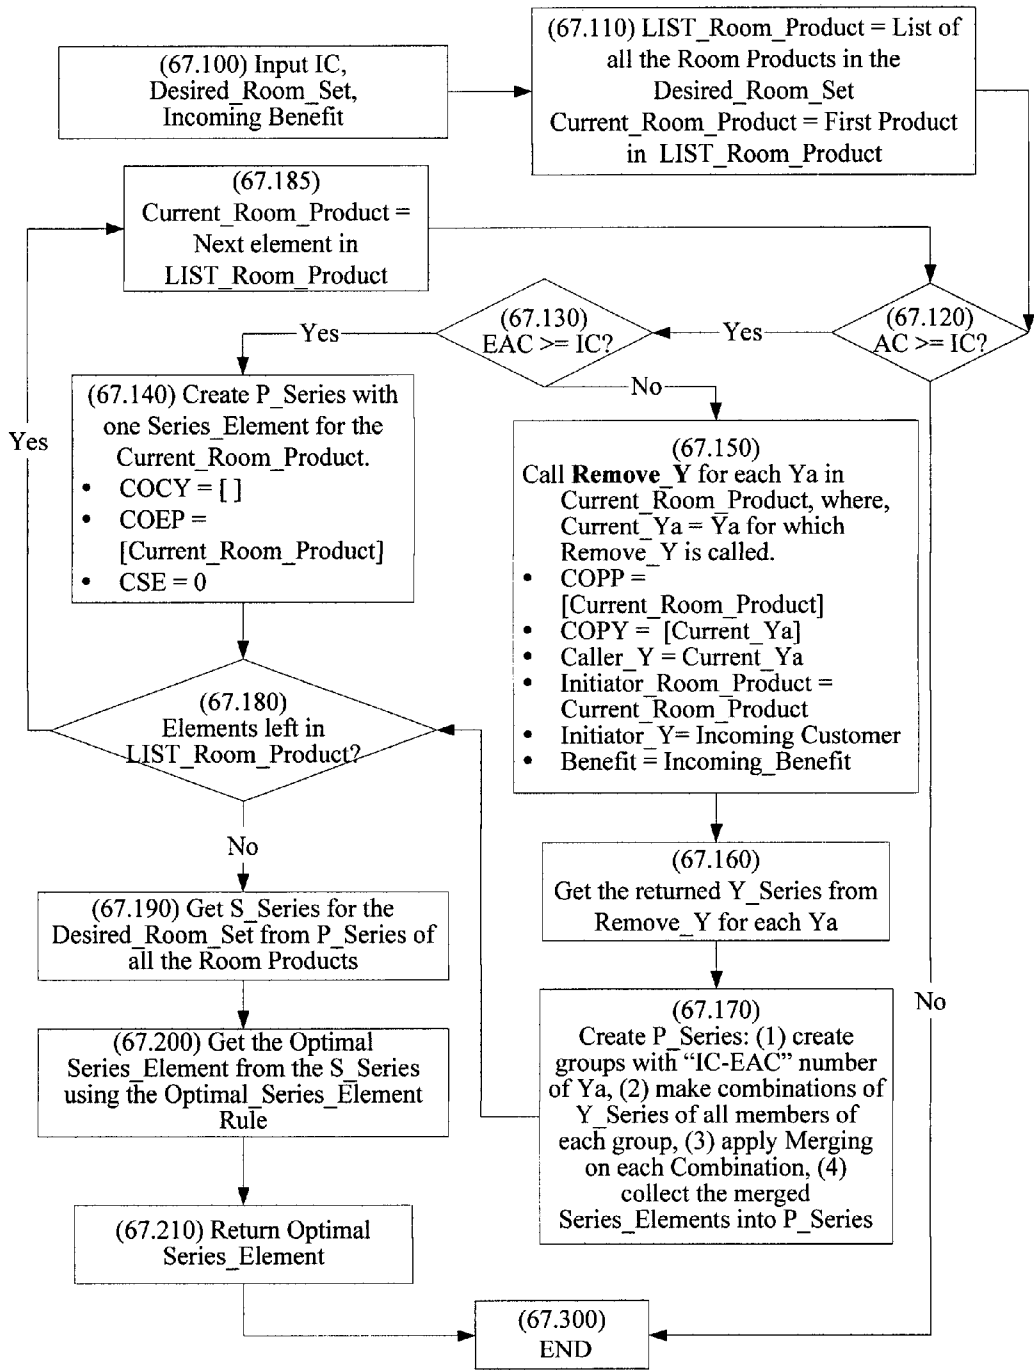 (67.100) Input IC,
Desired_Room_Set,
Incoming Benefit
(67.110) LIST_Room_Product = List of
all the Room Products in the
Desired_Room_Set
Current_Room_Product = First Product
in LIST_Room_Product
(67.185)
Current_Room_Product =
Next element in
LIST_Room_Product
(67.120)
AC >= IC?
Yes
(67.130)
EAC >= IC?
Yes
No
(67.140) Create P_Series with
one Series_Element for the
Current_Room_Product.
• COCY = [ ]
• COEP =
[Current_Room_Product]
• CSE = 0
Yes
(67.150)
Call Remove_Y for each Ya in
Current_Room_Product, where,
Current_Ya = Ya for which
Remove_Y is called.
• COPP =
[Current_Room_Product]
• COPY = [Current_Ya]
• Caller_Y = Current_Ya
• Initiator_Room_Product =
Current_Room_Product
• Initiator_Y= Incoming Customer
• Benefit = Incoming_Benefit
(67.180)
Elements left in
LIST_Room_Product?
No
(67.160)
Get the returned Y_Series from
Remove_Y for each Ya
(67.190) Get S_Series for the
Desired_Room_Set from P_Series of
all the Room Products
No
(67.170)
Create P_Series: (1) create
groups with “IC-EAC” number
of Ya, (2) make combinations of
Y_Series of all members of
each group, (3) apply Merging
on each Combination, (4)
collect the merged
Series_Elements into P_Series
(67.200) Get the Optimal
Series_Element from the S_Series
using the Optimal_Series_Element
Rule
(67.210) Return Optimal
Series_Element
(67.300)
END